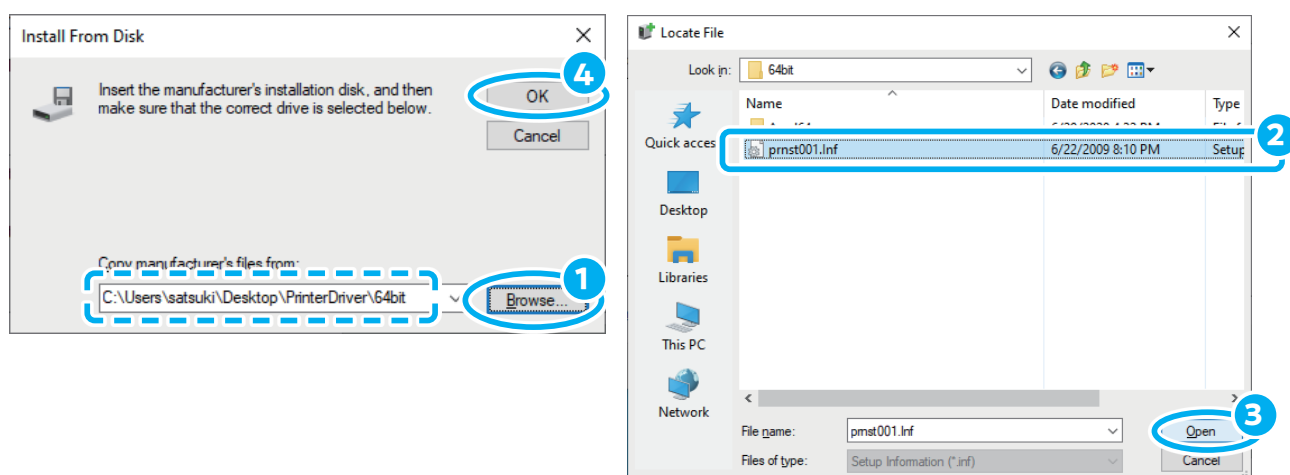 Install From Disk
4
Insert the manufacturer's installation disk, and then
make sure that the correct drive is selected below.
OK
Cancel
Copy manufacturer's files from:
1
C:\Users\satsuki\Desktop\PrinterDriver\64bit
Browse...
Locate File
Look in:
64bit
Name
Date modified
Type
2
Quick acces
prnst001.Inf
6/22/2009 8:10 PM
Setup
Desktop
Libraries
This PC
Network
3
File name:
prnst001.Inf
Open
Files of type:
Setup Information (*.inf)
Cancel